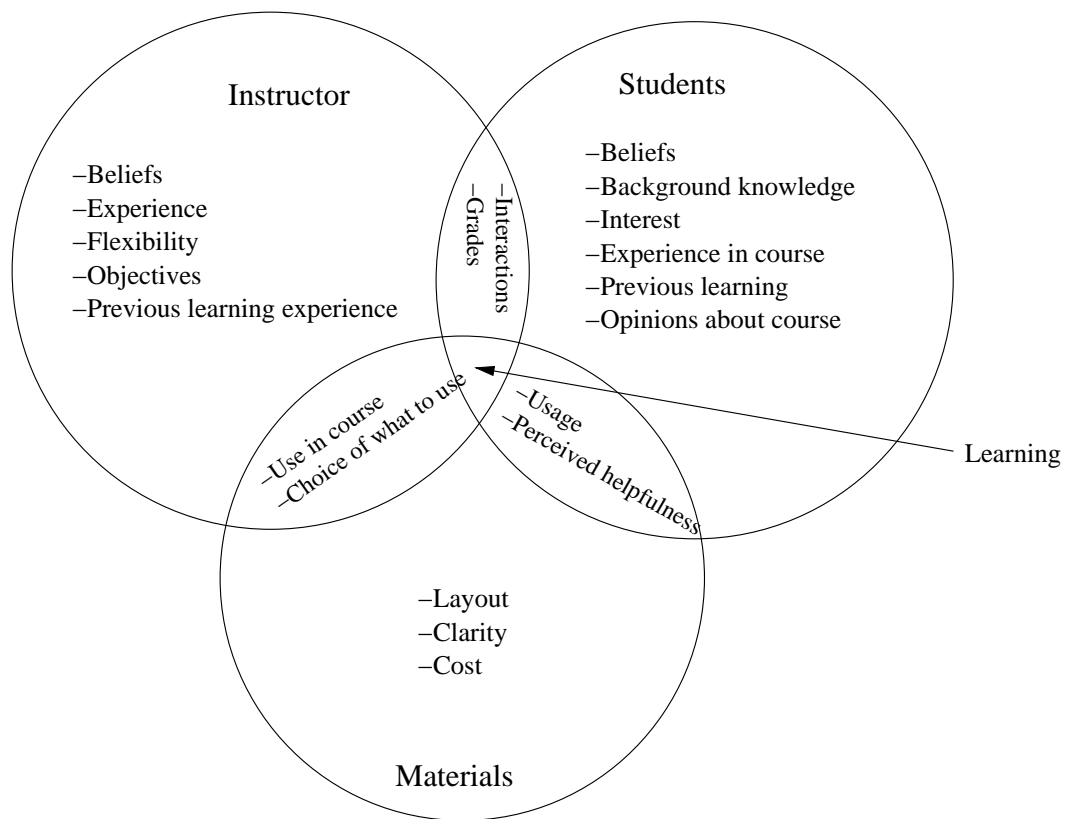 Instructor
–Beliefs
–Experience
–Flexibility
–Objectives
–Previous learning experience
Students
–Beliefs
–Background knowledge
–Interest
–Experience in course
–Previous learning
–Opinions about course
–Interactions
–Grades
–Use in course
–Choice of what to use
–Usage
–Perceived helpfulness
Learning
–Layout
–Clarity
–Cost
Materials